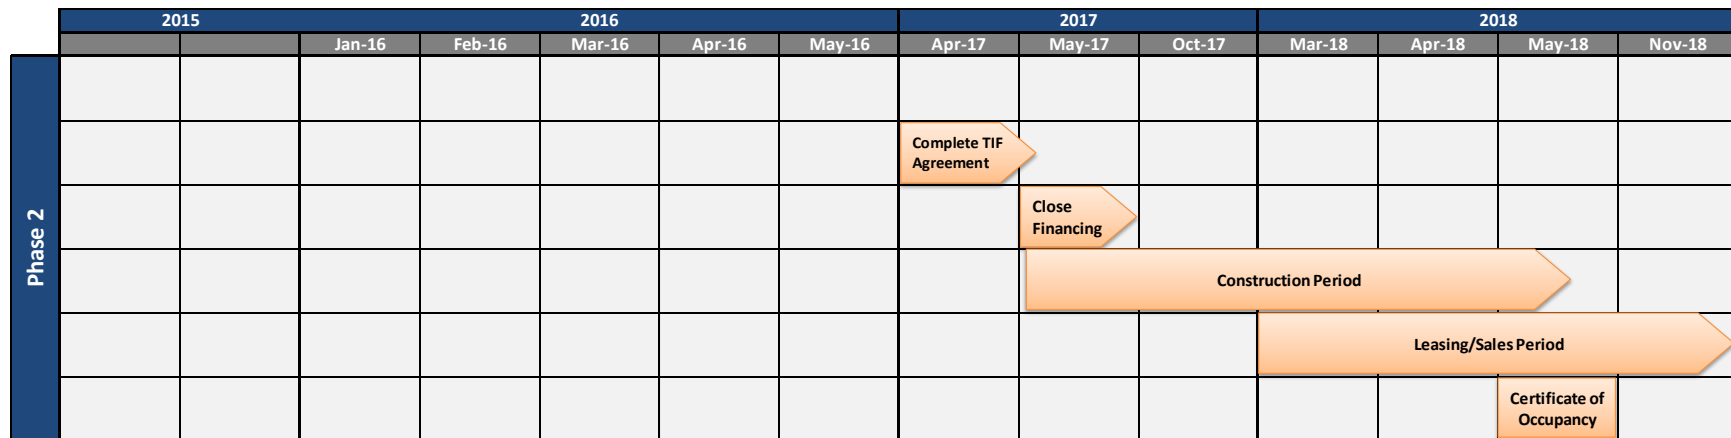 2015 2016 2017 2018
Jan-16 Feb-16 Mar-16 Apr-16 May-16 Apr-17 May-17 Oct-17 Mar-18 Apr-18 May-18 Nov-18
Phase 2
Complete TIF
Agreement
Close
Financing
Construction Period
Leasing/Sales Period
Certificate of
Occupancy